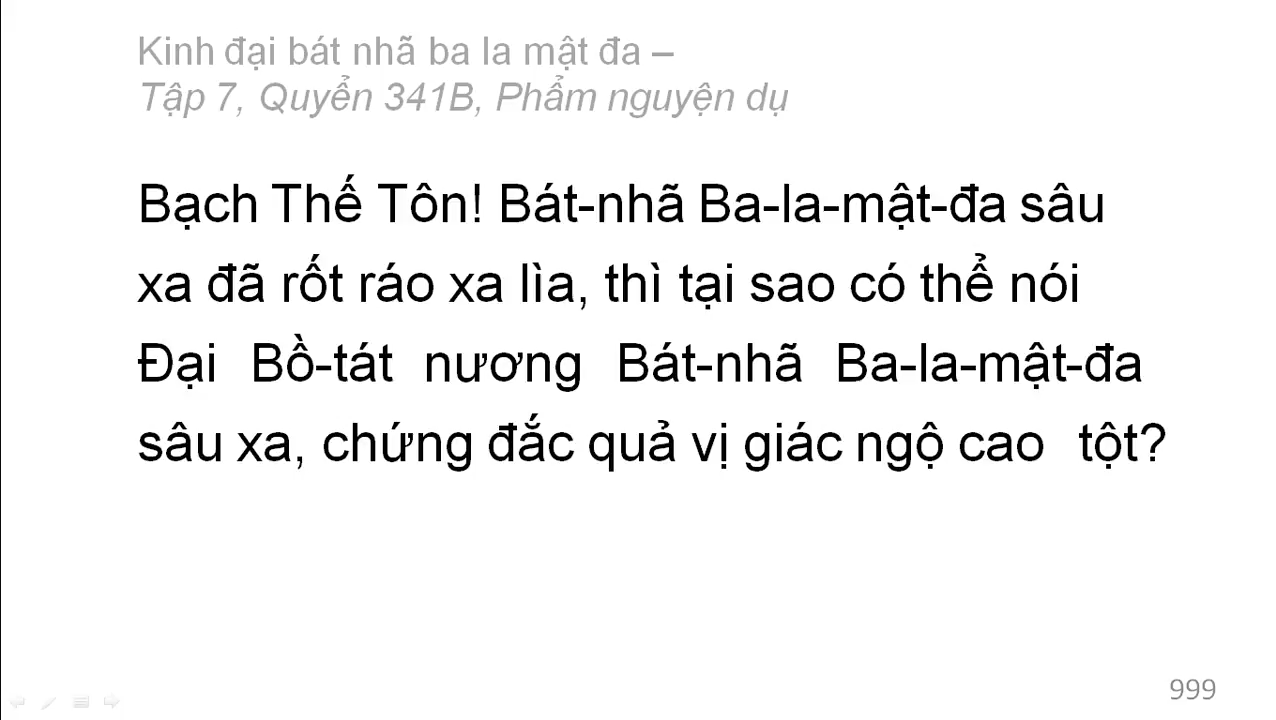 Kinh đại bát nhã ba la mật đa –
Tập 7, Quyển 341B, Phẩm nguyện dụ
Bạch Thế Tôn! Bát-nhã Ba-la-mật-đa sâu
xa đã rốt ráo xa lìa, thì tại sao có thể nói
Đại Bồ-tát nương Bát-nhã Ba-la-mật-đa
sâu xa, chứng đắc quả vị giác ngộ cao tột?
999